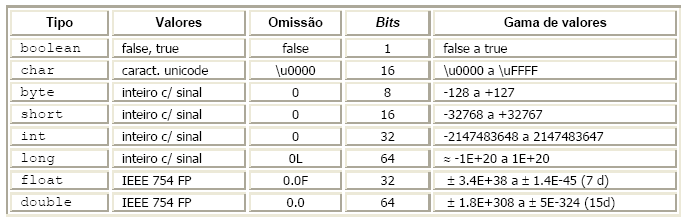 Tipo Valores Omissão Bits Gama de valores
boolean false, true false 1 false a true
char caract. unicode \u0000 16 \u0000 a \uFFFF
byte inteiro c/ sinal 0 8 -128 a +127
short inteiro c/ sinal 0 16 -32768 a +32767
int inteiro c/ sinal 0 32 -2147483648 a 2147483647
long inteiro c/ sinal 0L 64 ≈ -1E+20 a 1E+20
float IEEE 754 FP 0.0F 32 ± 3.4E+38 a ± 1.4E-45 (7 d)
double IEEE 754 FP 0.0 64 ± 1.8E+308 a ± 5E-324 (15d)